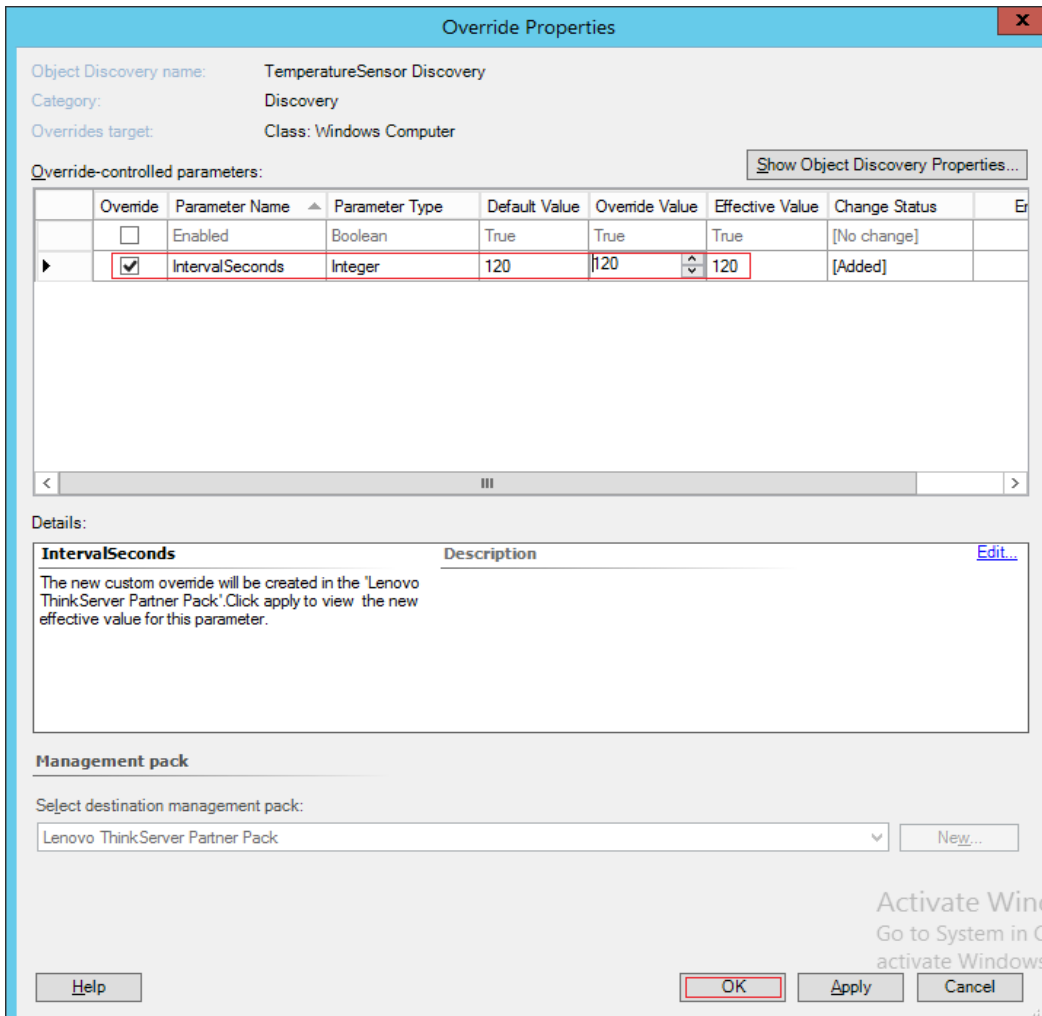 Override Properties
x
Object Discovery name: TemperatureSensor Discovery
Category: Discovery
Overrides target: Class: Windows Computer
Override-controlled parameters:
Show Object Discovery Properties...
Override Parameter Name Parameter Type Default Value Override Value Effective Value Change Status
Enabled Boolean True True True [No change]
IntervalSeconds Integer 120 120 120 [Added]
Details:
IntervalSeconds Description Edit...
The new custom override will be created in the 'Lenovo
ThinkServer Partner Pack'.Click apply to view the new
effective value for this parameter.
Management pack
Select destination management pack:
Lenovo ThinkServer Partner Pack New...
Activate Win
Go to System in C
activate Windows
Help OK Apply Cancel